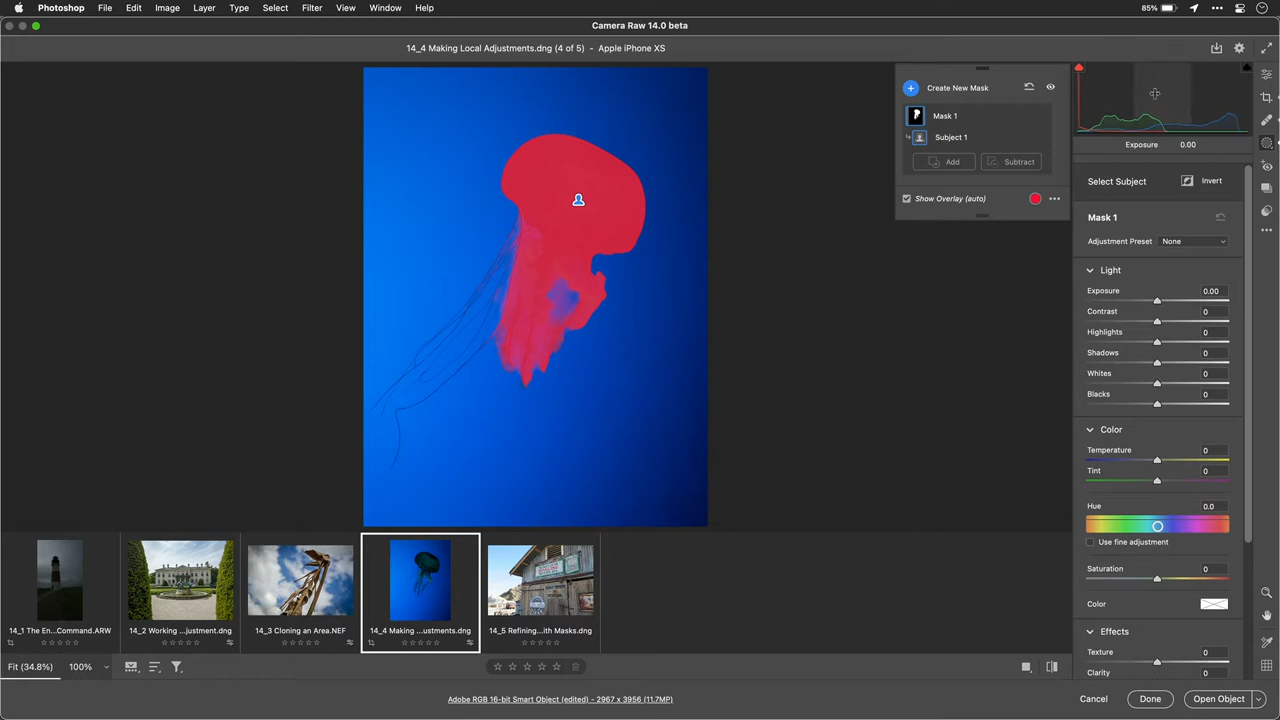 Photoshop File Edit Image Layer Type Select Filter View Window Help 85%
Camera Raw 14.0 beta
14_4 Making Local Adjustments.dng (4 of 5) - Apple iPhone XS
Create New Mask
Mask 1
Subject 1
Add Subtract
Show Overlay (auto)
Exposure 0.00
Select Subject Invert
Mask 1
Adjustment Preset None
Light
Exposure 0.00
Contrast 0
Highlights 0
Shadows 0
Whites 0
Blacks 0
Color
Temperature 0
Tint 0
Hue 0.0
Use fine adjustment
Saturation 0
Color
Effects
Texture 0
Clarity 0
14_1 The En...Command.ARW
14_2 Working ...justment.dng
14_3 Cloning an Area.NEF
14_4 Making ...ustments.dng
14_5 Refining...ith Masks.dng
Fit (34.8%) 100%
Adobe RGB 16-bit Smart Object (edited) - 2967 x 3956 (11.7MP)
Cancel Done Open Object